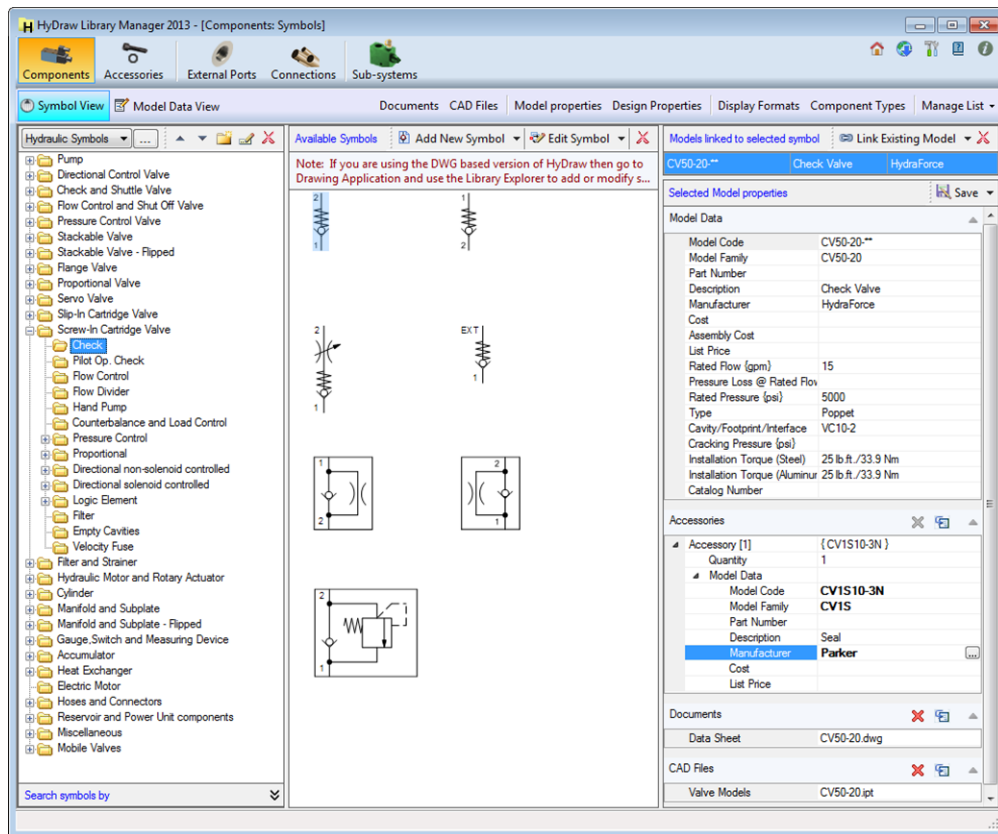 HyDraw Library Manager 2013 - [Components: Symbols]
Components Accessories External Ports Connections Sub-systems
Symbol View Model Data View Documents CAD Files Model properties Design Properties Display Formats Component Types Manage List
Hydraulic Symbols ...
Pump
Directional Control Valve
Check and Shuttle Valve
Flow Control and Shut Off Valve
Pressure Control Valve
Stackable Valve
Stackable Valve - Flipped
Flange Valve
Proportional Valve
Servo Valve
Slip-In Cartridge Valve
Screw-In Cartridge Valve
Check
Pilot Op. Check
Flow Control
Flow Divider
Hand Pump
Counterbalance and Load Control
Pressure Control
Proportional
Directional non-solenoid controlled
Directional solenoid controlled
Logic Element
Filter
Empty Cavities
Velocity Fuse
Filter and Strainer
Hydraulic Motor and Rotary Actuator
Cylinder
Manifold and Subplate
Manifold and Subplate - Flipped
Gauge,Switch and Measuring Device
Accumulator
Heat Exchanger
Electric Motor
Hoses and Connectors
Reservoir and Power Unit components
Miscellaneous
Mobile Valves
Search symbols by
Available Symbols Add New Symbol Edit Symbol
Note: If you are using the DWG based version of HyDraw then go to
Drawing Application and use the Library Explorer to add or modify s...
2 1
1 2
2 EXT
1 1
1 2
2 1
2
1
Models linked to selected symbol Link Existing Model
CV50-20-** Check Valve HydraForce
Selected Model properties Save
Model Data
Model Code CV50-20-**
Model Family CV50-20
Part Number
Description Check Valve
Manufacturer HydraForce
Cost
Assembly Cost
List Price
Rated Flow {gpm} 15
Pressure Loss @ Rated Flov
Rated Pressure {psi} 5000
Type Poppet
Cavity/Footprint/Interface VC10-2
Cracking Pressure {psi}
Installation Torque (Steel) 25 lb.ft./33.9 Nm
Installation Torque (Aluminur 25 lb.ft./33.9 Nm
Catalog Number
Accessories
Accessory [1] { CV1S10-3N }
Quantity 1
Model Data
Model Code CV1S10-3N
Model Family CV1S
Part Number
Description Seal
Manufacturer Parker ...
Cost
List Price
Documents
Data Sheet CV50-20.dwg
CAD Files
Valve Models CV50-20.ipt